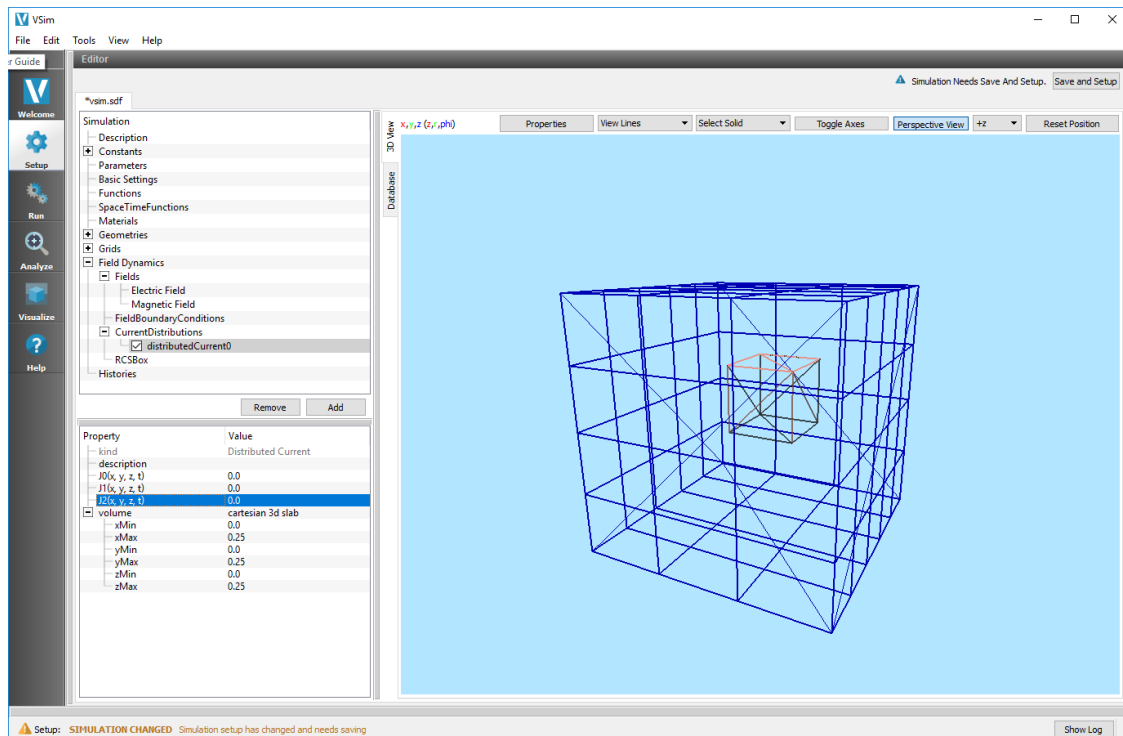 VSim
File Edit Tools View Help
r Guide
Editor
Simulation Needs Save And Setup. Save and Setup
*vsim.sdf
Welcome
Setup
Run
Analyze
Visualize
Help
Simulation
Description
Constants
Parameters
Basic Settings
Functions
SpaceTimeFunctions
Materials
Geometries
Grids
Field Dynamics
Fields
Electric Field
Magnetic Field
FieldBoundaryConditions
CurrentDistributions
distributedCurrent0
RCSBox
Histories
Remove Add
Property Value
kind Distributed Current
description
J0(x, y, z, t) 0.0
J1(x, y, z, t) 0.0
J2(x, y, z, t) 0.0
volume cartesian 3d slab
xMin 0.0
xMax 0.25
yMin 0.0
yMax 0.25
zMin 0.0
zMax 0.25
3D View
Database
x,y,z (z,r,phi) Properties View Lines Select Solid Toggle Axes Perspective View +z Reset Position
Setup: SIMULATION CHANGED Simulation setup has changed and needs saving Show Log